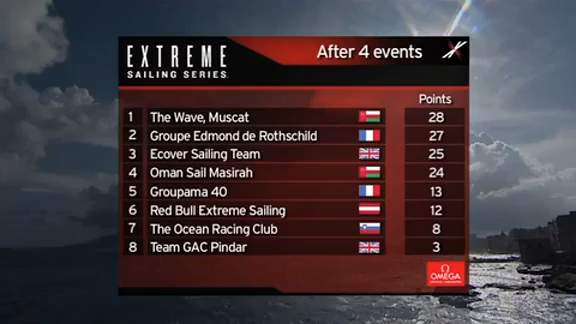 EXTREME
SAILING SERIES
After 4 events
Points
1 The Wave, Muscat 28
2 Groupe Edmond de Rothschild 27
3 Ecover Sailing Team 25
4 Oman Sail Masirah 24
5 Groupama 40 13
6 Red Bull Extreme Sailing 12
7 The Ocean Racing Club 8
8 Team GAC Pindar 3
Ω
OMEGA